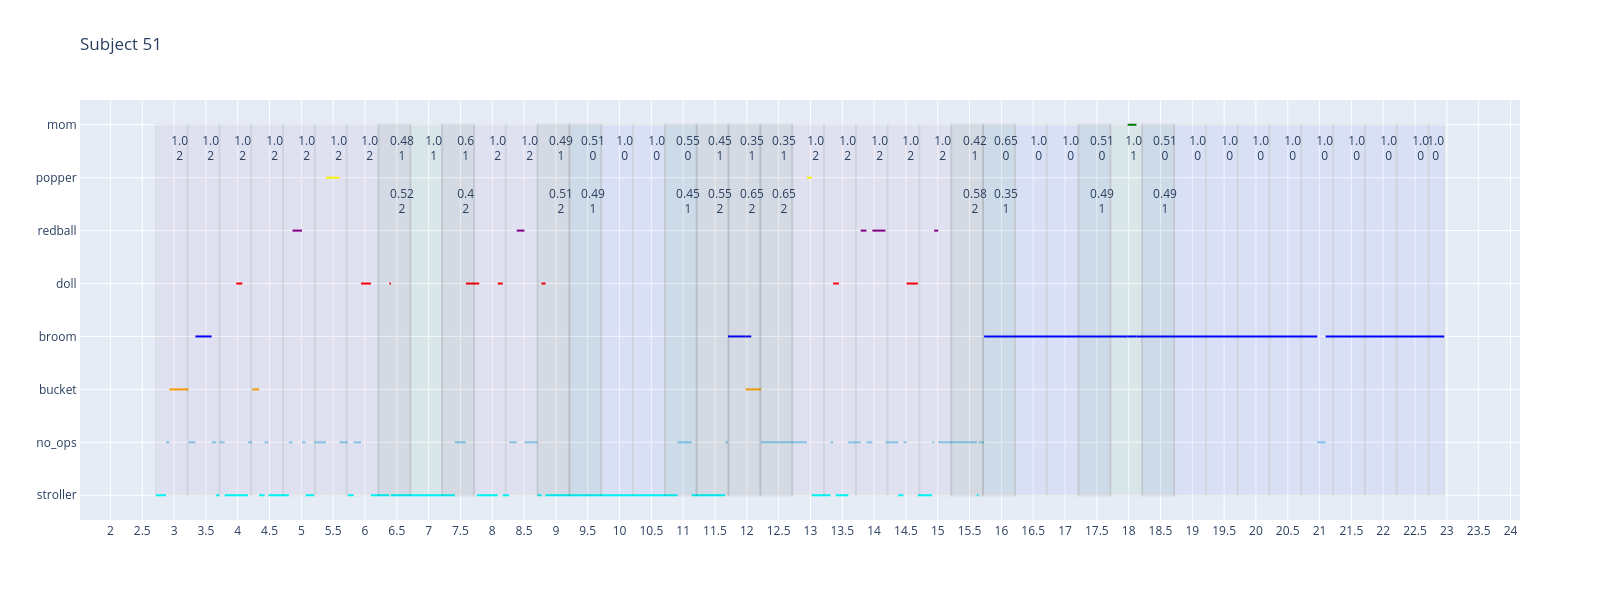 Subject 51
mom
1.0 1.0 1.0 1.0 1.0 1.0 1.0 0.48 1.0 0.6 1.0 1.0 0.49 0.51 1.0 1.0 0.55 0.45 0.35 0.35 1.0 1.0 1.0 1.0 1.0 0.42 0.65 1.0 1.0 0.51 1.0 0.51 1.0 1.0 1.0 1.0 1.0 1.0 1.0 1.0 1.0
2 2 2 2 2 2 2 1 1 1 2 2 1 0 0 0 0 1 1 1 2 2 2 2 2 1 0 0 0 0 1 0 0 0 0 0 0 0 0 0 0
popper
0.52 0.4 0.51 0.49 0.45 0.55 0.65 0.65 0.58 0.35 0.49 0.49
2 2 2 1 1 2 2 2 2 1 1 1
redball
doll
broom
bucket
no_ops
stroller
2 2.5 3 3.5 4 4.5 5 5.5 6 6.5 7 7.5 8 8.5 9 9.5 10 10.5 11 11.5 12 12.5 13 13.5 14 14.5 15 15.5 16 16.5 17 17.5 18 18.5 19 19.5 20 20.5 21 21.5 22 22.5 23 23.5 24